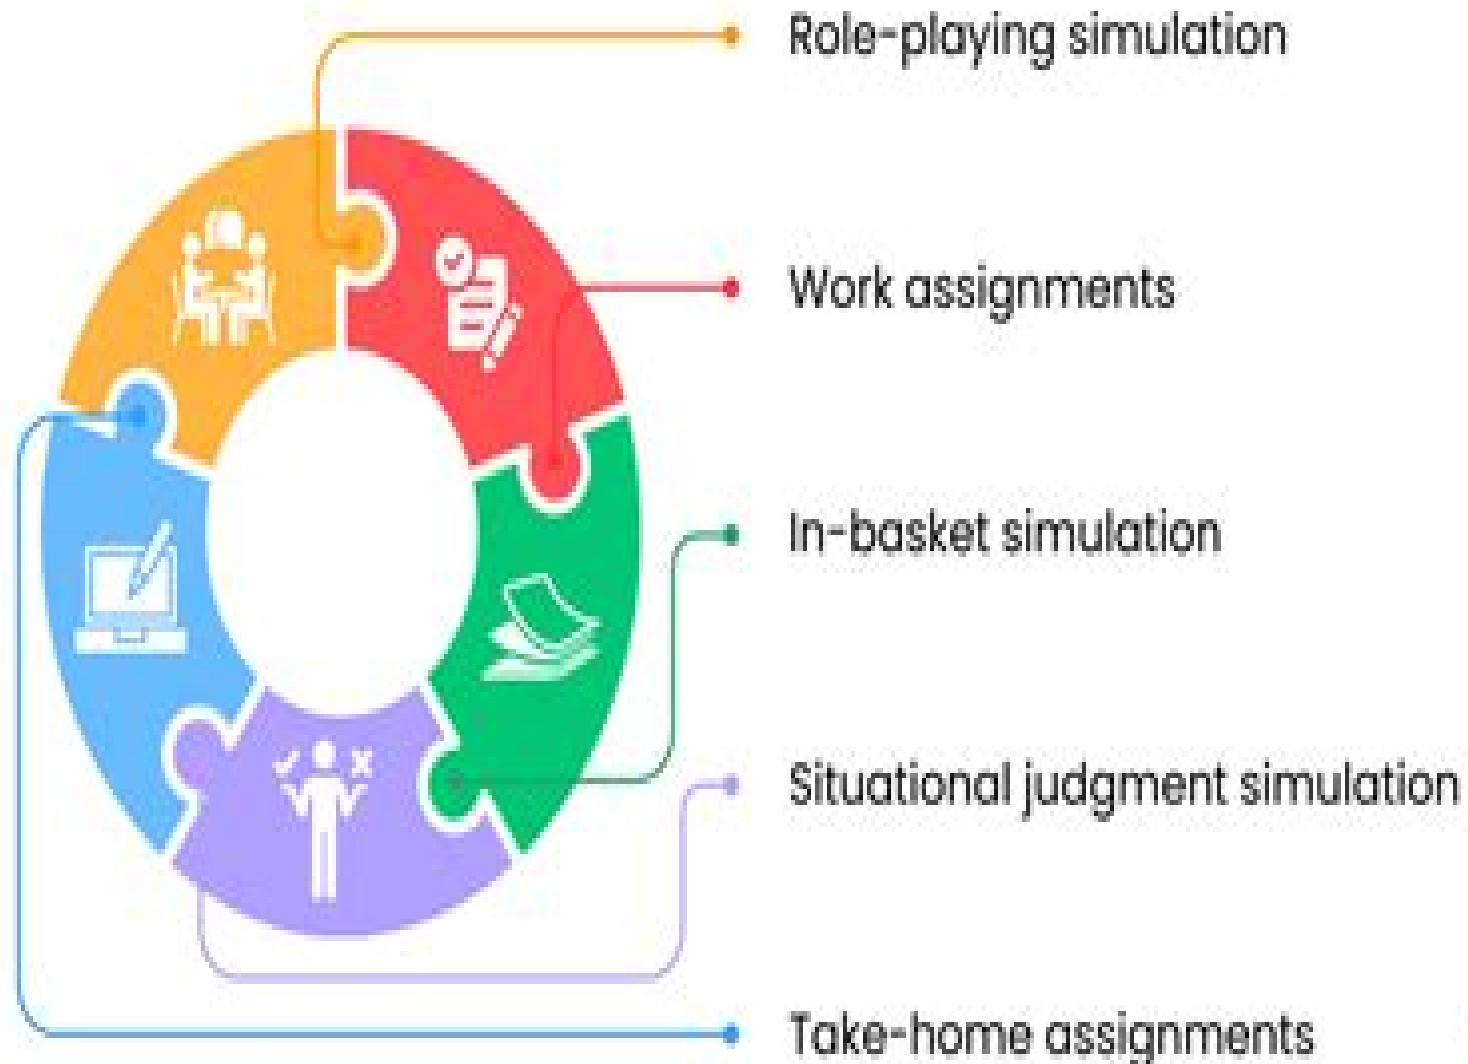 Role-playing simulation
Work assignments
In-basket simulation
Situational judgment simulation
Take-home assignments